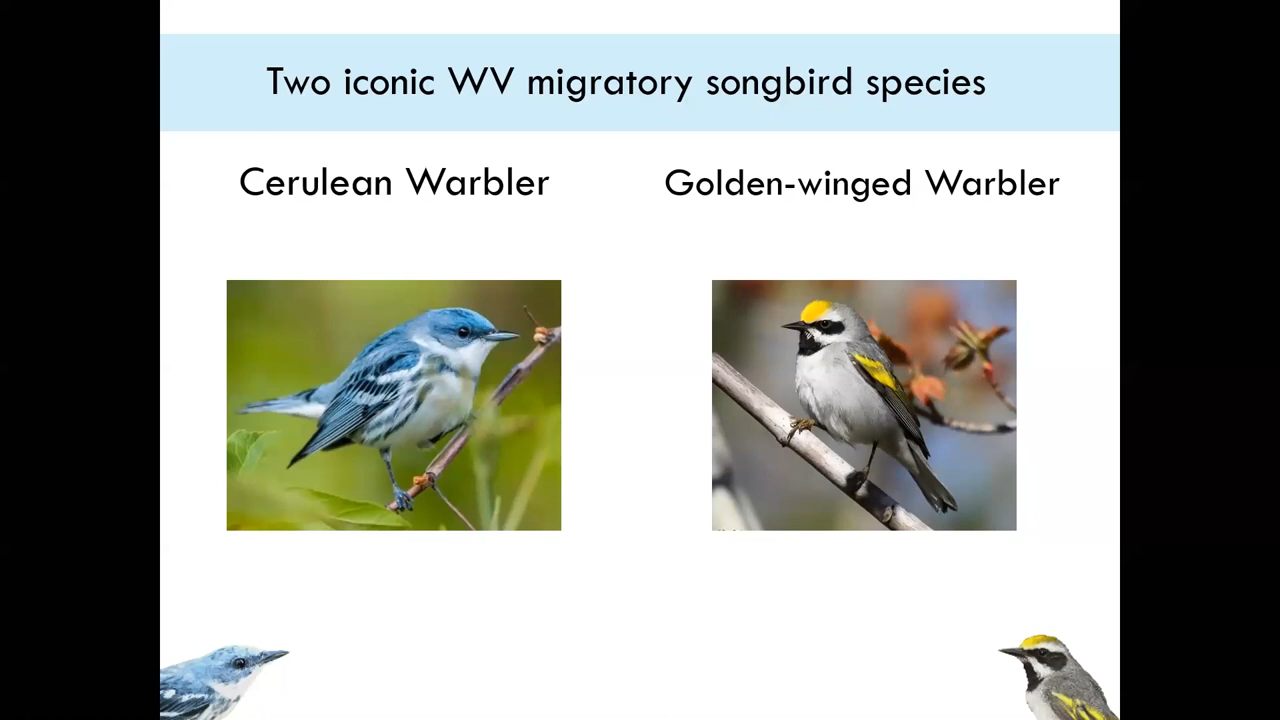 Two iconic WV migratory songbird species
Cerulean Warbler
Golden-winged Warbler